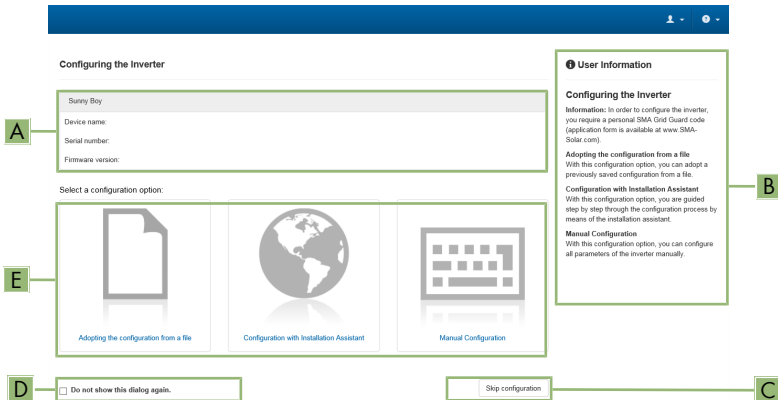 Configuring the Inverter
Sunny Boy
Device name:
Serial number:
Firmware version:
A
Select a configuration option:
E
Adopting the configuration from a file
Configuration with Installation Assistant
Manual Configuration
D
Do not show this dialog again.
Skip configuration
C
User Information
Configuring the Inverter
Information: In order to configure the inverter,
you require a personal SMA Grid Guard code
(application form is available at www.SMA-
Solar.com).
Adopting the configuration from a file
With this configuration option, you can adopt a
previously saved configuration from a file.
Configuration with Installation Assistant
With this configuration option, you are guided
step by step through the configuration process by
means of the installation assistant.
Manual Configuration
With this configuration option, you can configure
all parameters of the inverter manually.
B